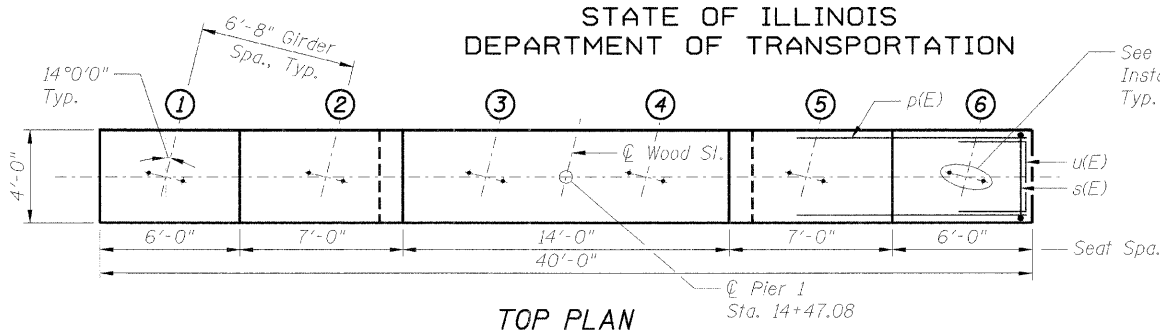 STATE OF ILLINOIS
DEPARTMENT OF TRANSPORTATION
6'-8" Girder
Spa., Typ.
14°0'0"
Typ.
See
Typ.
1
2
3
4
5
6
p(E)
℄ Wood St.
u(E)
s(E)
4'-0"
6'-0"
7'-0"
14'-0"
7'-0"
6'-0"
Seat Spa.
40'-0"
℄ Pier 1
Sta. 14+47.08
TOP PLAN